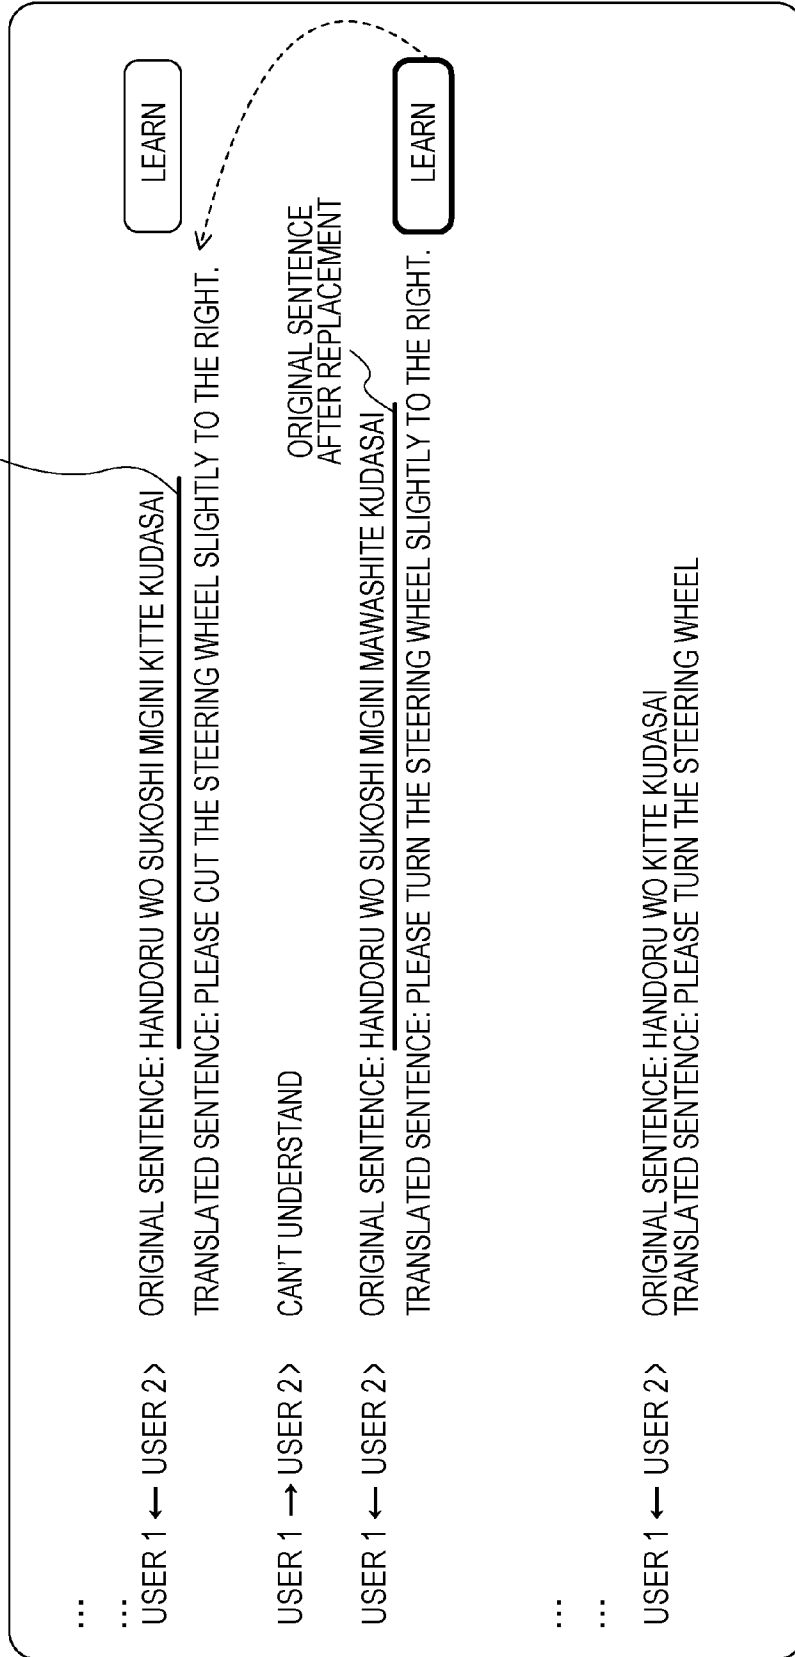 ...
...
USER 1 ← USER 2> ORIGINAL SENTENCE: HANDORU WO SUKOSHI MIGINI KITTE KUDASAI
TRANSLATED SENTENCE: PLEASE CUT THE STEERING WHEEL SLIGHTLY TO THE RIGHT.
LEARN
USER 1 → USER 2> CAN'T UNDERSTAND
ORIGINAL SENTENCE
AFTER REPLACEMENT
USER 1 ← USER 2> ORIGINAL SENTENCE: HANDORU WO SUKOSHI MIGINI MAWASHITE KUDASAI
TRANSLATED SENTENCE: PLEASE TURN THE STEERING WHEEL SLIGHTLY TO THE RIGHT.
LEARN
...
...
USER 1 ← USER 2> ORIGINAL SENTENCE: HANDORU WO KITTE KUDASAI
TRANSLATED SENTENCE: PLEASE TURN THE STEERING WHEEL